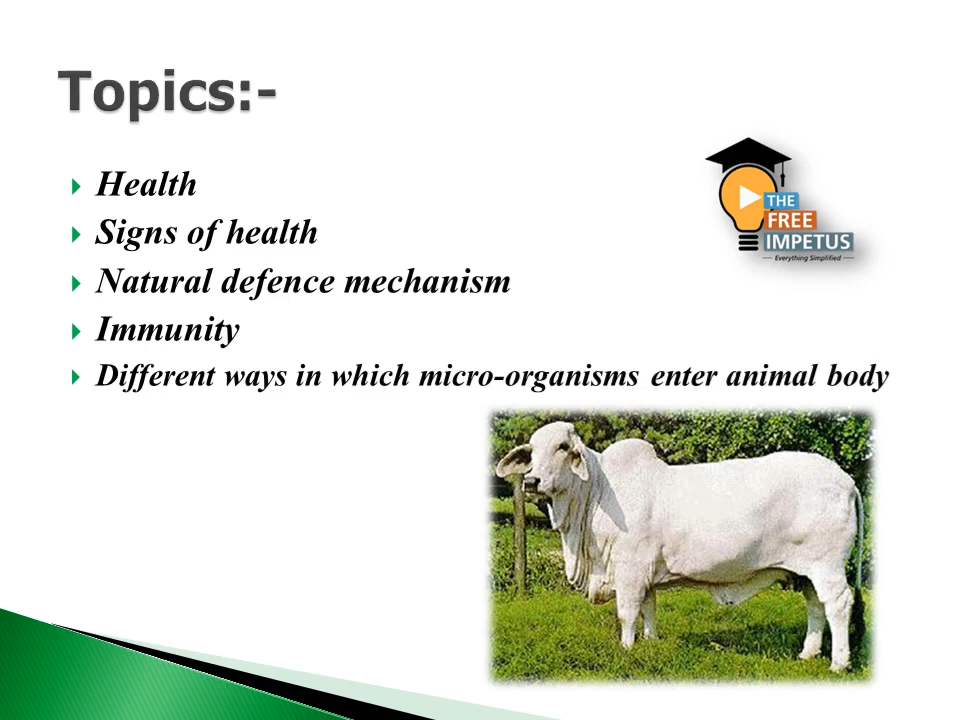 Topics:-
Health
Signs of health
Natural defence mechanism
Immunity
Different ways in which micro-organisms enter animal body
THE
FREE
IMPETUS
Everything Simplified